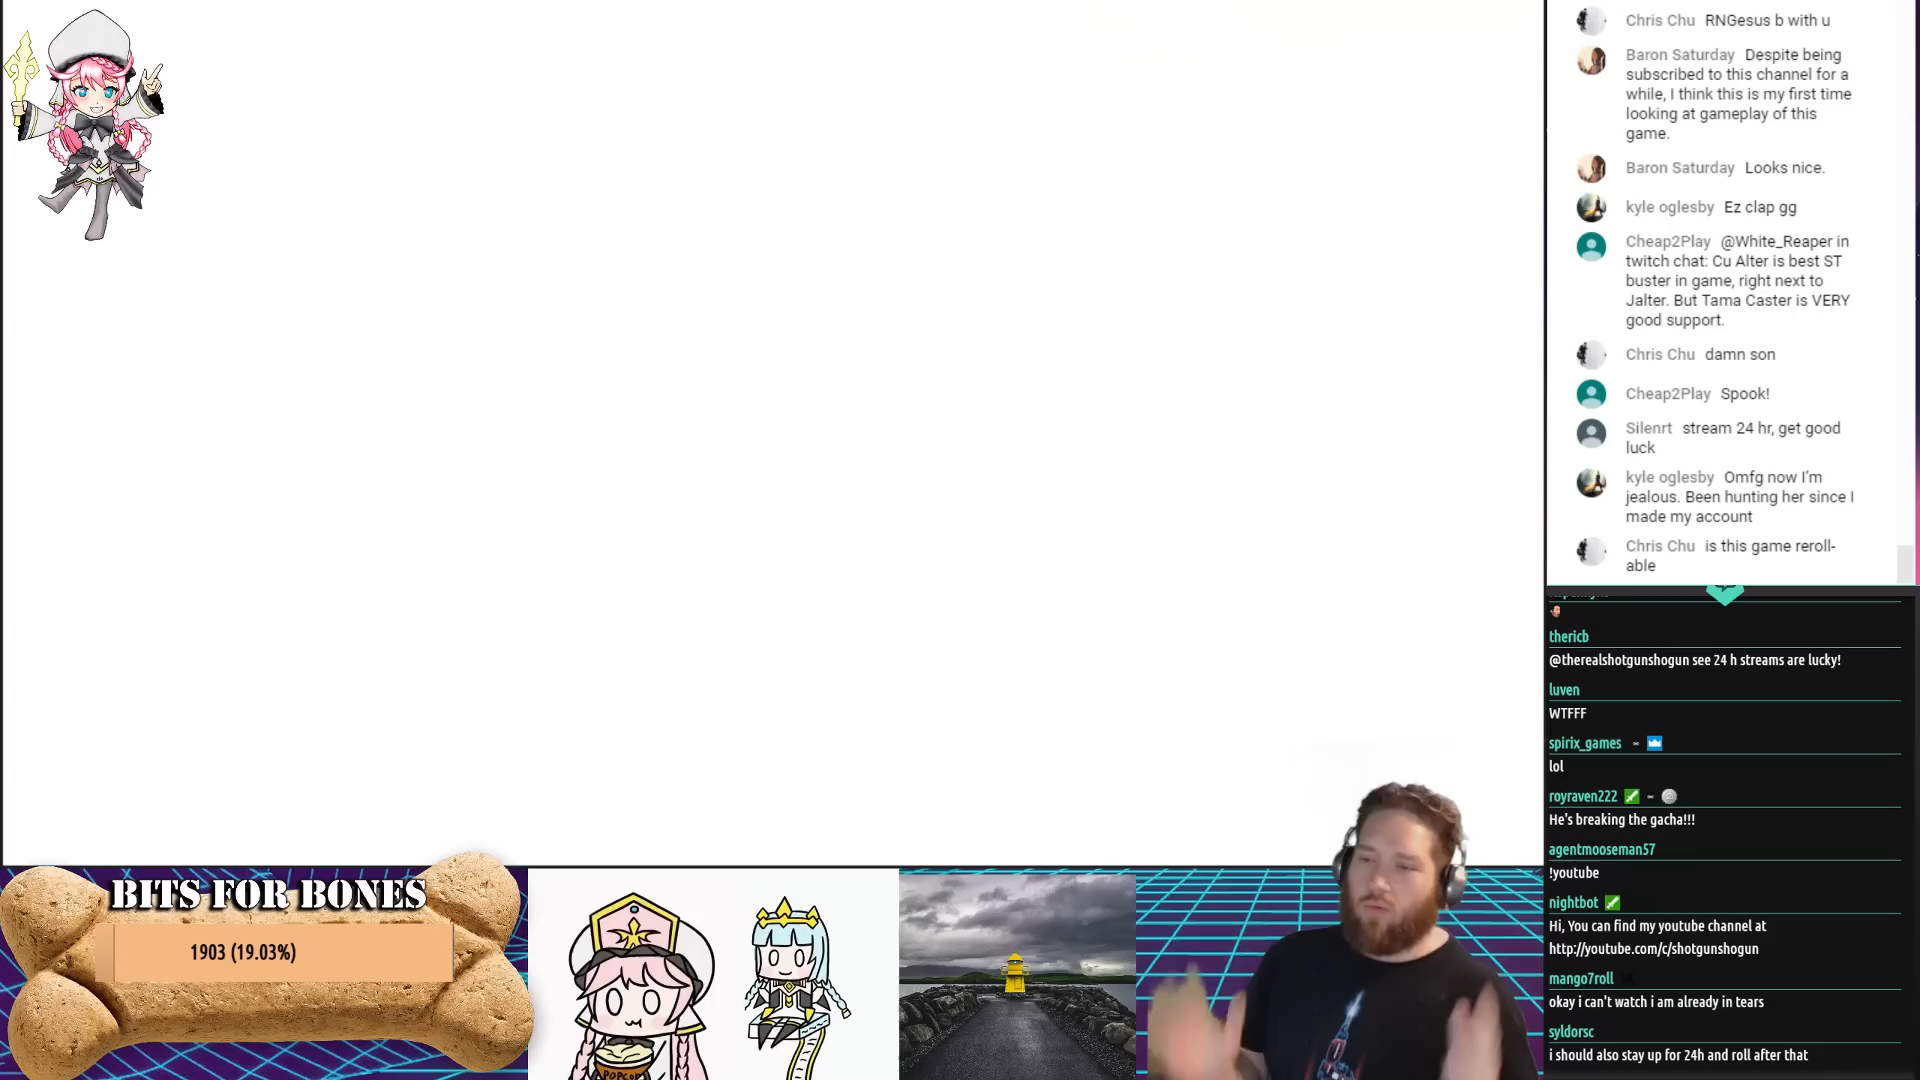 Chris Chu RNGesus b with u
Baron Saturday Despite being
subscribed to this channel for a
while, I think this is my first time
looking at gameplay of this
game.
Baron Saturday Looks nice.
kyle oglesby Ez clap gg
Cheap2Play @White_Reaper in
twitch chat: Cu Alter is best ST
buster in game, right next to
Jalter. But Tama Caster is VERY
good support.
Chris Chu damn son
Cheap2Play Spook!
Silenrt stream 24 hr, get good
luck
kyle oglesby Omfg now I'm
jealous. Been hunting her since I
made my account
Chris Chu is this game reroll-
able
thericb
@therealshotgunshogun see 24 h streams are lucky!
luven
WTFFF
spirix_games
lol
royraven222
He's breaking the gacha!!!
agentmooseman57
!youtube
nightbot
Hi, You can find my youtube channel at
http://youtube.com/c/shotgunshogun
mango7roll
okay i can't watch i am already in tears
syldorsc
i should also stay up for 24h and roll after that
BITS FOR BONES
1903 (19.03%)
POPCORN